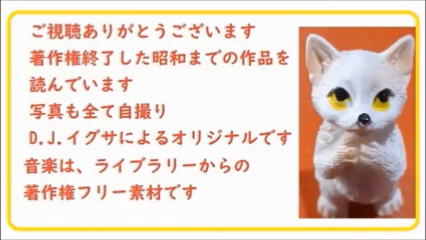 ご視聴ありがとうございます
著作権終了した昭和までの作品を
読んでいます
写真も全て自撮り
D.J.イグサによるオリジナルです
音楽は、ライブラリーからの
著作権フリー素材です